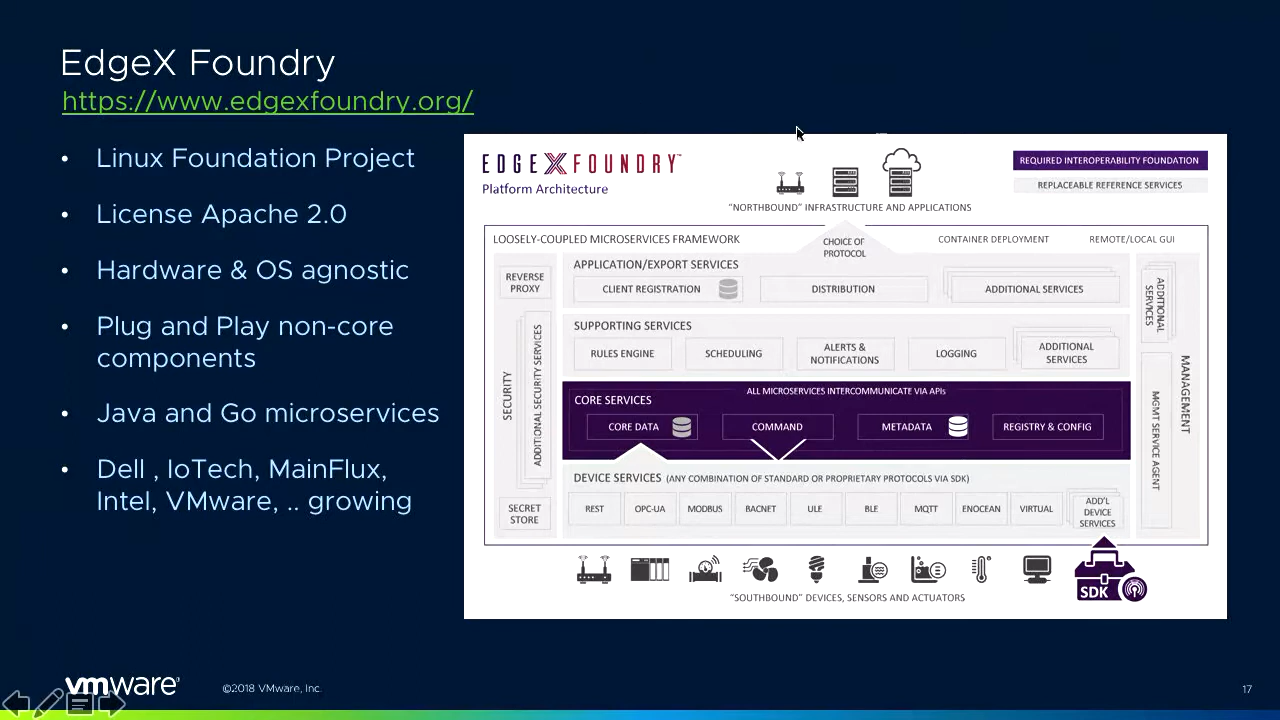 EdgeX Foundry
https://www.edgexfoundry.org/
• Linux Foundation Project
• License Apache 2.0
• Hardware & OS agnostic
• Plug and Play non-core
components
• Java and Go microservices
• Dell , IoTech, MainFlux,
Intel, VMware, .. growing
EDGE X FOUNDRY™
Platform Architecture
REQUIRED INTEROPERABILITY FOUNDATION
REPLACEABLE REFERENCE SERVICES
"NORTHBOUND" INFRASTRUCTURE AND APPLICATIONS
LOOSELY-COUPLED MICROSERVICES FRAMEWORK
CHOICE OF
PROTOCOL
CONTAINER DEPLOYMENT
REMOTE/LOCAL GUI
REVERSE
PROXY
SECURITY
ADDITIONAL SECURITY SERVICES
SECRET
STORE
APPLICATION/EXPORT SERVICES
CLIENT REGISTRATION
DISTRIBUTION
ADDITIONAL SERVICES
SUPPORTING SERVICES
RULES ENGINE
SCHEDULING
ALERTS &
NOTIFICATIONS
LOGGING
ADDITIONAL
SERVICES
ALL MICROSERVICES INTERCOMMUNICATE VIA APIs
CORE SERVICES
CORE DATA
COMMAND
METADATA
REGISTRY & CONFIG
DEVICE SERVICES (ANY COMBINATION OF STANDARD OR PROPRIETARY PROTOCOLS VIA SDK)
REST
OPC-UA
MODBUS
BACNET
ULE
BLE
MQTT
ENOCEAN
VIRTUAL
ADD'L
DEVICE
SERVICES
ADDITIONAL
SERVICES
MANAGEMENT
MGMT SERVICE AGENT
SDK
"SOUTHBOUND" DEVICES, SENSORS AND ACTUATORS
vmware
©2018 VMware, Inc.
17